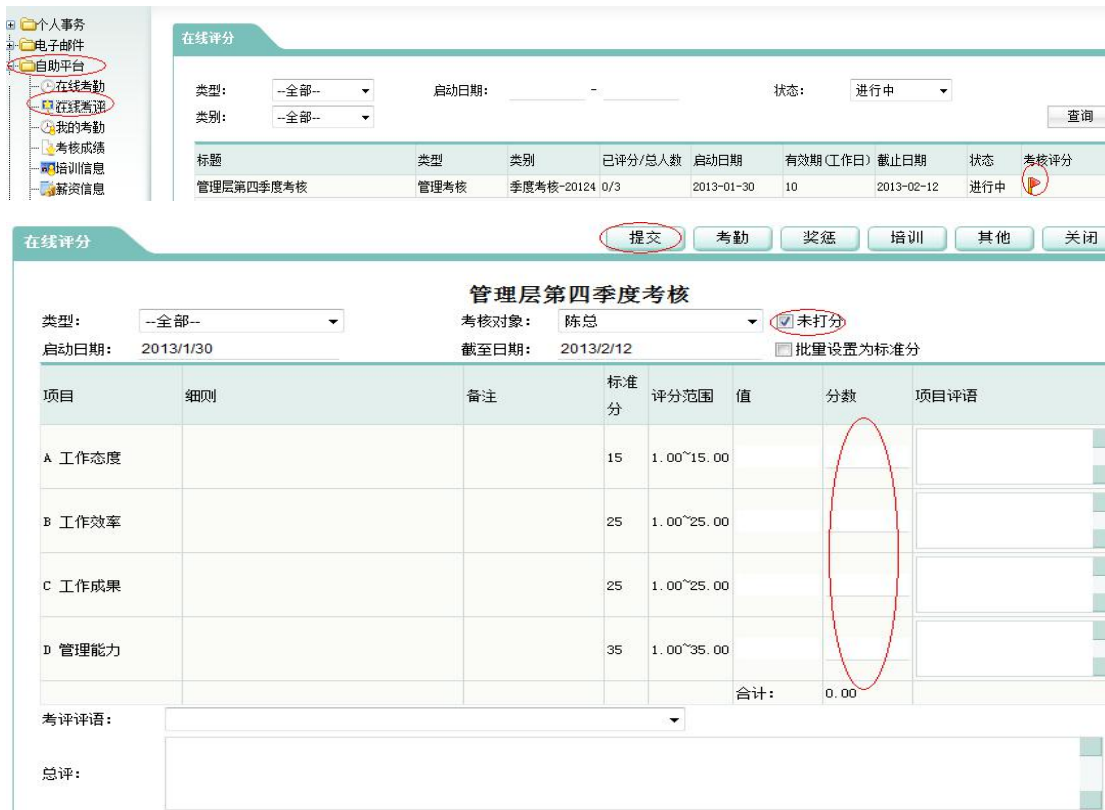 个人事务
电子邮件
自助平台
在线考勤
在线考评
我的考勤
考核成绩
培训信息
薪资信息
在线评分
类型: --全部-- 启动日期: - 状态: 进行中
类别: --全部-- 查询
标题 类型 类别 已评分/总人数 启动日期 有效期(工作日) 截止日期 状态 考核评分
管理层第四季度考核 管理考核 季度考核-20124 0/3 2013-01-30 10 2013-02-12 进行中
在线评分 提交 考勤 奖惩 培训 其他 关闭
管理层第四季度考核
类型: --全部-- 考核对象: 陈总 未打分
启动日期: 2013/1/30 截至日期: 2013/2/12 批量设置为标准分
项目 细则 备注 标准分 评分范围 值 分数 项目评语
A 工作态度 15 1.00~15.00
B 工作效率 25 1.00~25.00
C 工作成果 25 1.00~25.00
D 管理能力 35 1.00~35.00
合计: 0.00
考评评语:
总评: